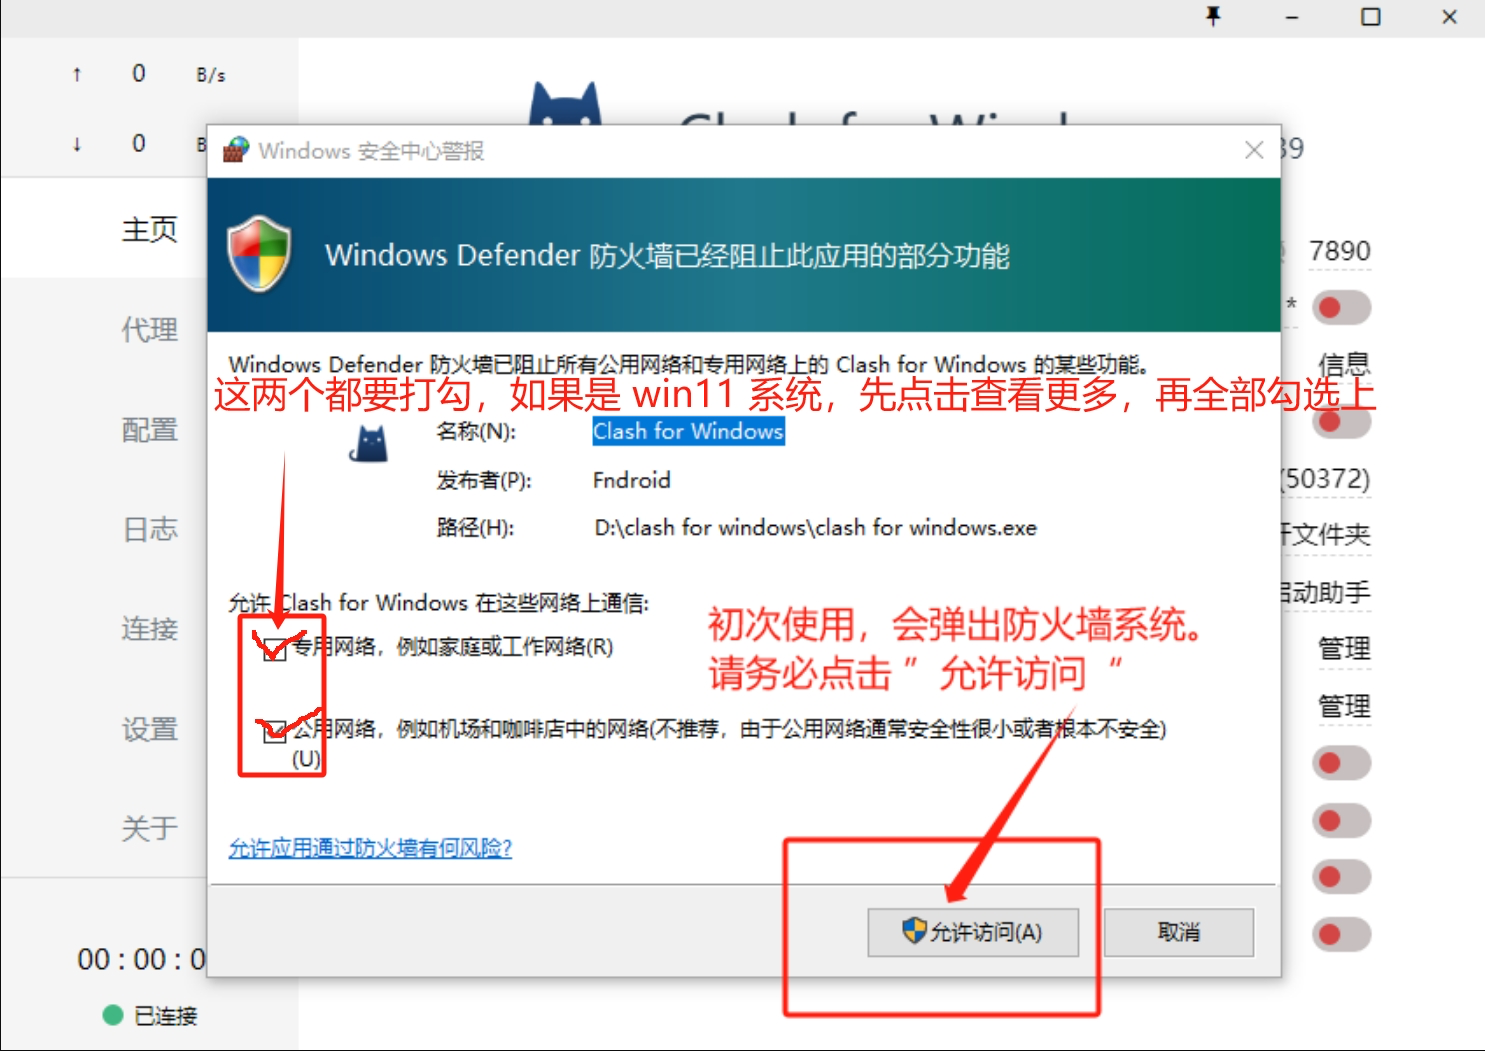 ↑ 0 B/s
↓ 0 B
Windows 安全中心警报
39
主页
Windows Defender 防火墙已经阻止此应用的部分功能
7890
代理
*
Windows Defender 防火墙已阻止所有公用网络和专用网络上的 Clash for Windows 的某些功能。
信息
这两个都要打勾，如果是 win11 系统，先点击查看更多，再全部勾选上
配置
名称(N): Clash for Windows
发布者(P): Fndroid
(50372)
路径(H): D:\clash for windows\clash for windows.exe
日志
开文件夹
允许 Clash for Windows 在这些网络上通信:
启动助手
初次使用，会弹出防火墙系统。
连接
专用网络，例如家庭或工作网络(R)
管理
请务必点击＂允许访问＂
管理
设置
公用网络，例如机场和咖啡店中的网络(不推荐，由于公用网络通常安全性很小或者根本不安全)
(U)
关于
允许应用通过防火墙有何风险?
允许访问(A)
取消
00 : 00 : 0
已连接